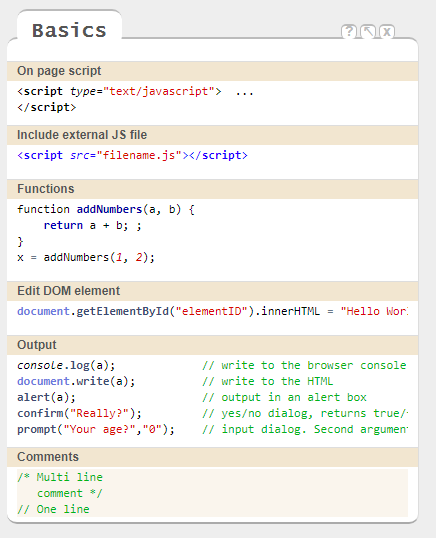 Basics
? x
On page script
<script type="text/javascript">  ...
</script>
Include external JS file
<script src="filename.js"></script>
Functions
function addNumbers(a, b) {
    return a + b; ;
}
x = addNumbers(1, 2);
Edit DOM element
document.getElementById("elementID").innerHTML = "Hello Wor
Output
console.log(a);             // write to the browser console
document.write(a);          // write to the HTML
alert(a);                   // output in an alert box
confirm("Really?");         // yes/no dialog, returns true/
prompt("Your age?","0");    // input dialog. Second argumen
Comments
/* Multi line
   comment */
// One line